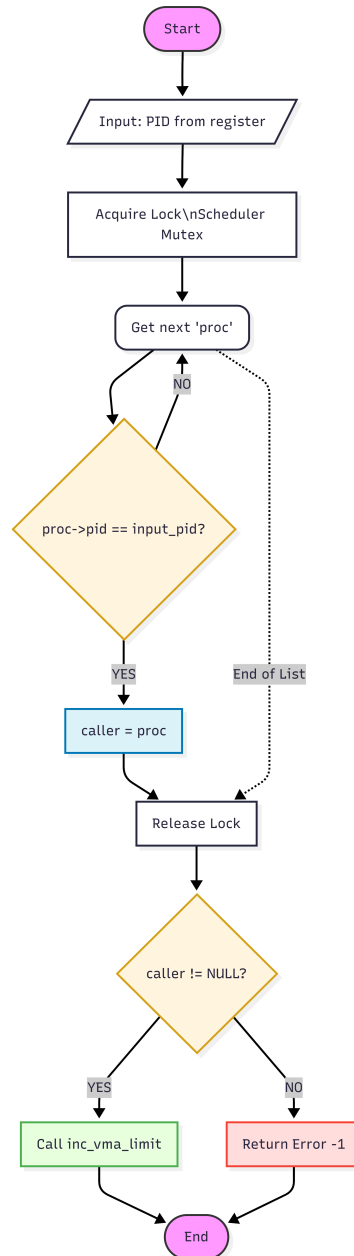 Start
Input: PID from register
Acquire Lock\nScheduler
Mutex
Get next 'proc'
NO
proc->pid == input_pid?
YES
End of List
caller = proc
Release Lock
caller != NULL?
YES
NO
Call inc_vma_limit
Return Error -1
End